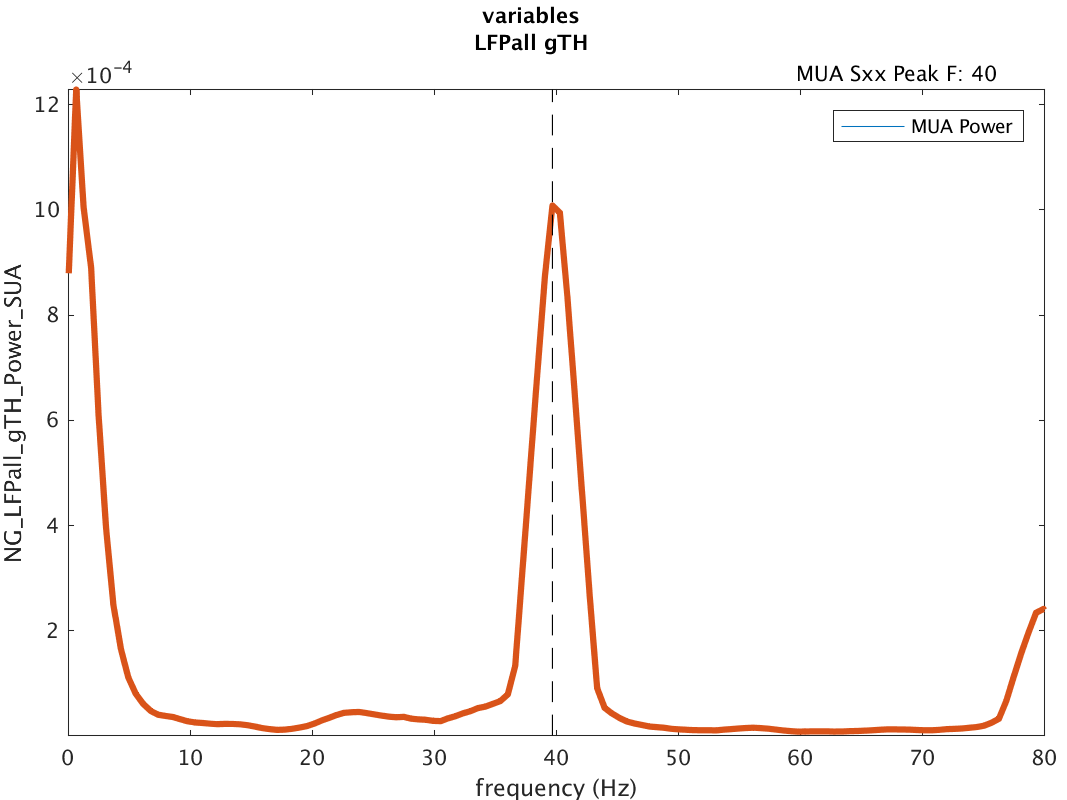 variables
LFPall gTH
×10⁻⁴
MUA Sxx Peak F: 40
MUA Power
12
10
8
6
4
2
NG_LFPall_gTH_Power_SUA
0 10 20 30 40 50 60 70 80
frequency (Hz)